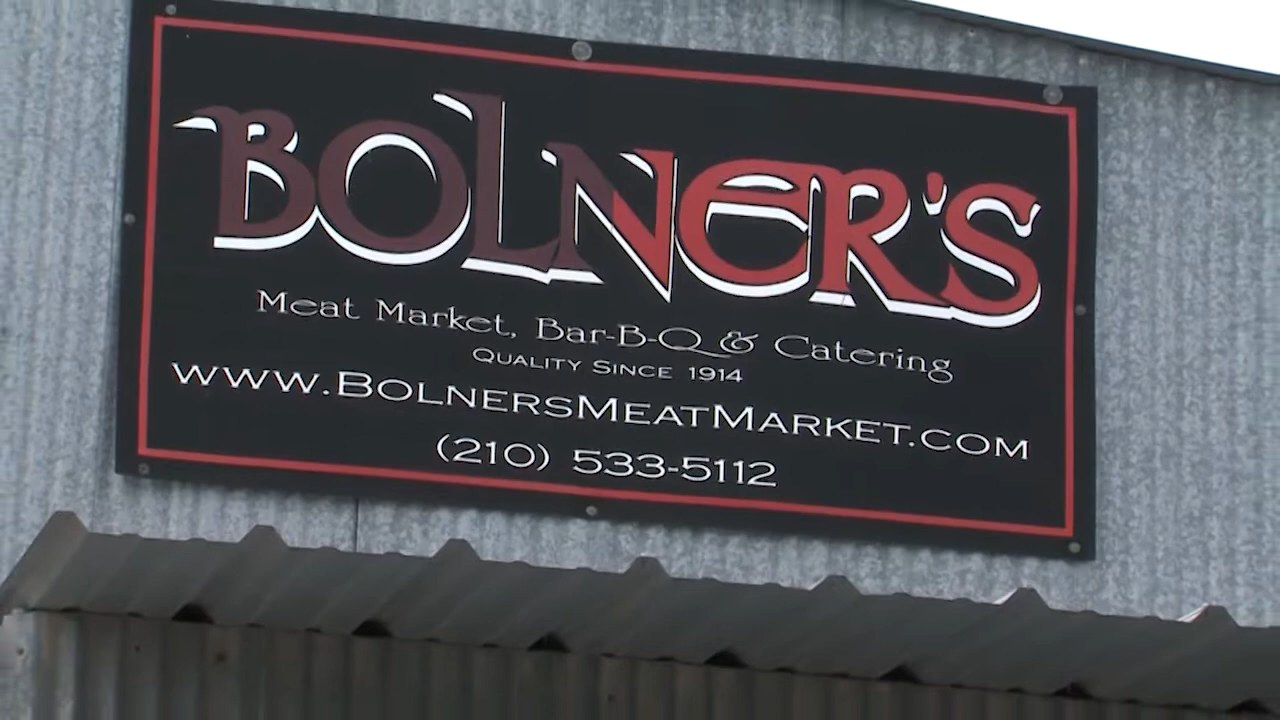 BOLNER'S
Meat Market, Bar-B-Q & Catering
QUALITY SINCE 1914
WWW.BOLNERSMEATMARKET.COM
(210) 533-5112